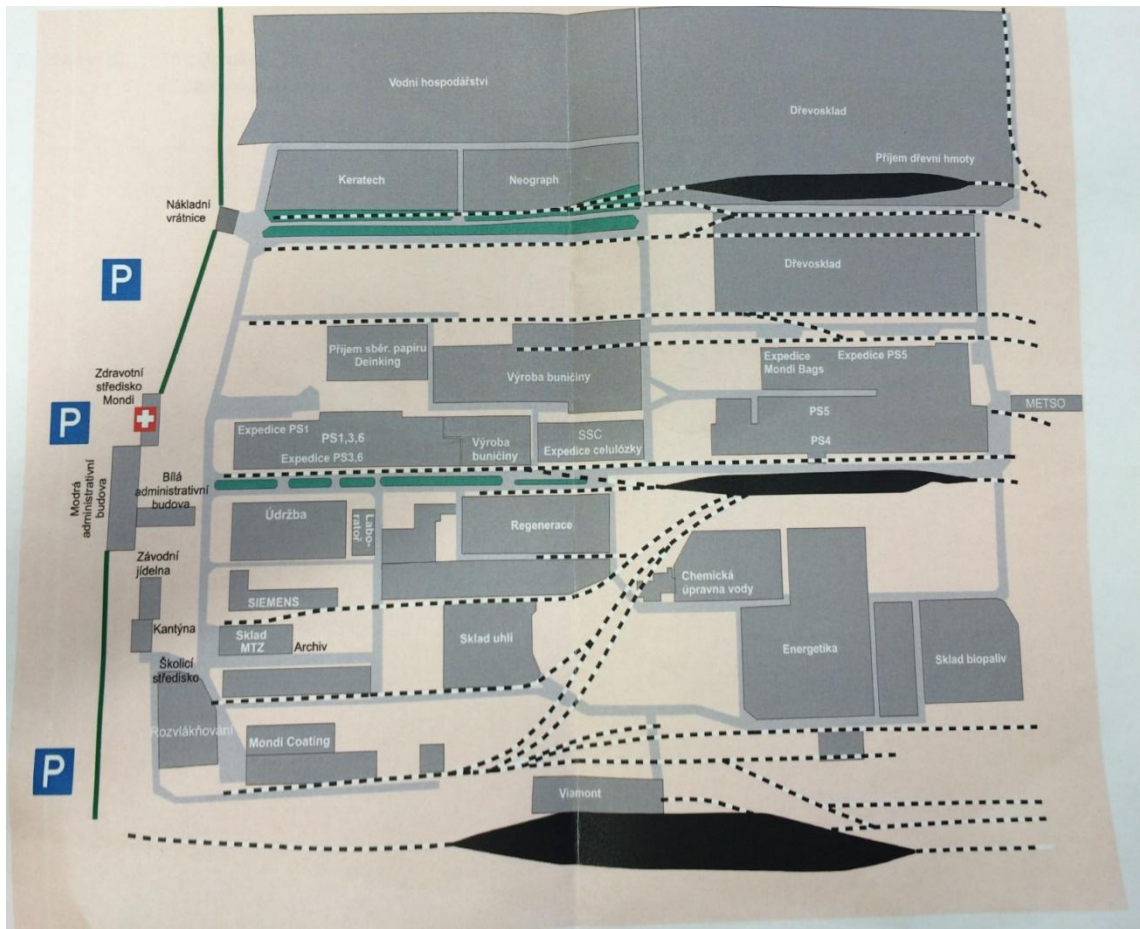 Vodní hospodářství
Dřevosklad
Příjem dřevní hmoty
Keratech
Neograph
Nákladní
vrátnice
P
Dřevosklad
Příjem sběr. papíru
Deinking
Výroba buničiny
Expedice
Mondi Bags
Expedice PS5
Zdravotní
středisko
Mondi
P
METSO
PS5
PS4
Expedice PS1
PS1,3,6
Expedice PS3,6
Výroba
buničiny
SSC
Expedice celulózky
Modrá
administrativní
budova
Bílá
administrativní
budova
Údržba
Labo-
ratoř
Regenerace
Závodní
jídelna
SIEMENS
Chemická
úpravna vody
Kantýna
Sklad
MTZ
Archiv
Sklad uhlí
Energetika
Sklad biopaliv
Školicí
středisko
Rozvlákňování
Mondi Coating
P
Viamont